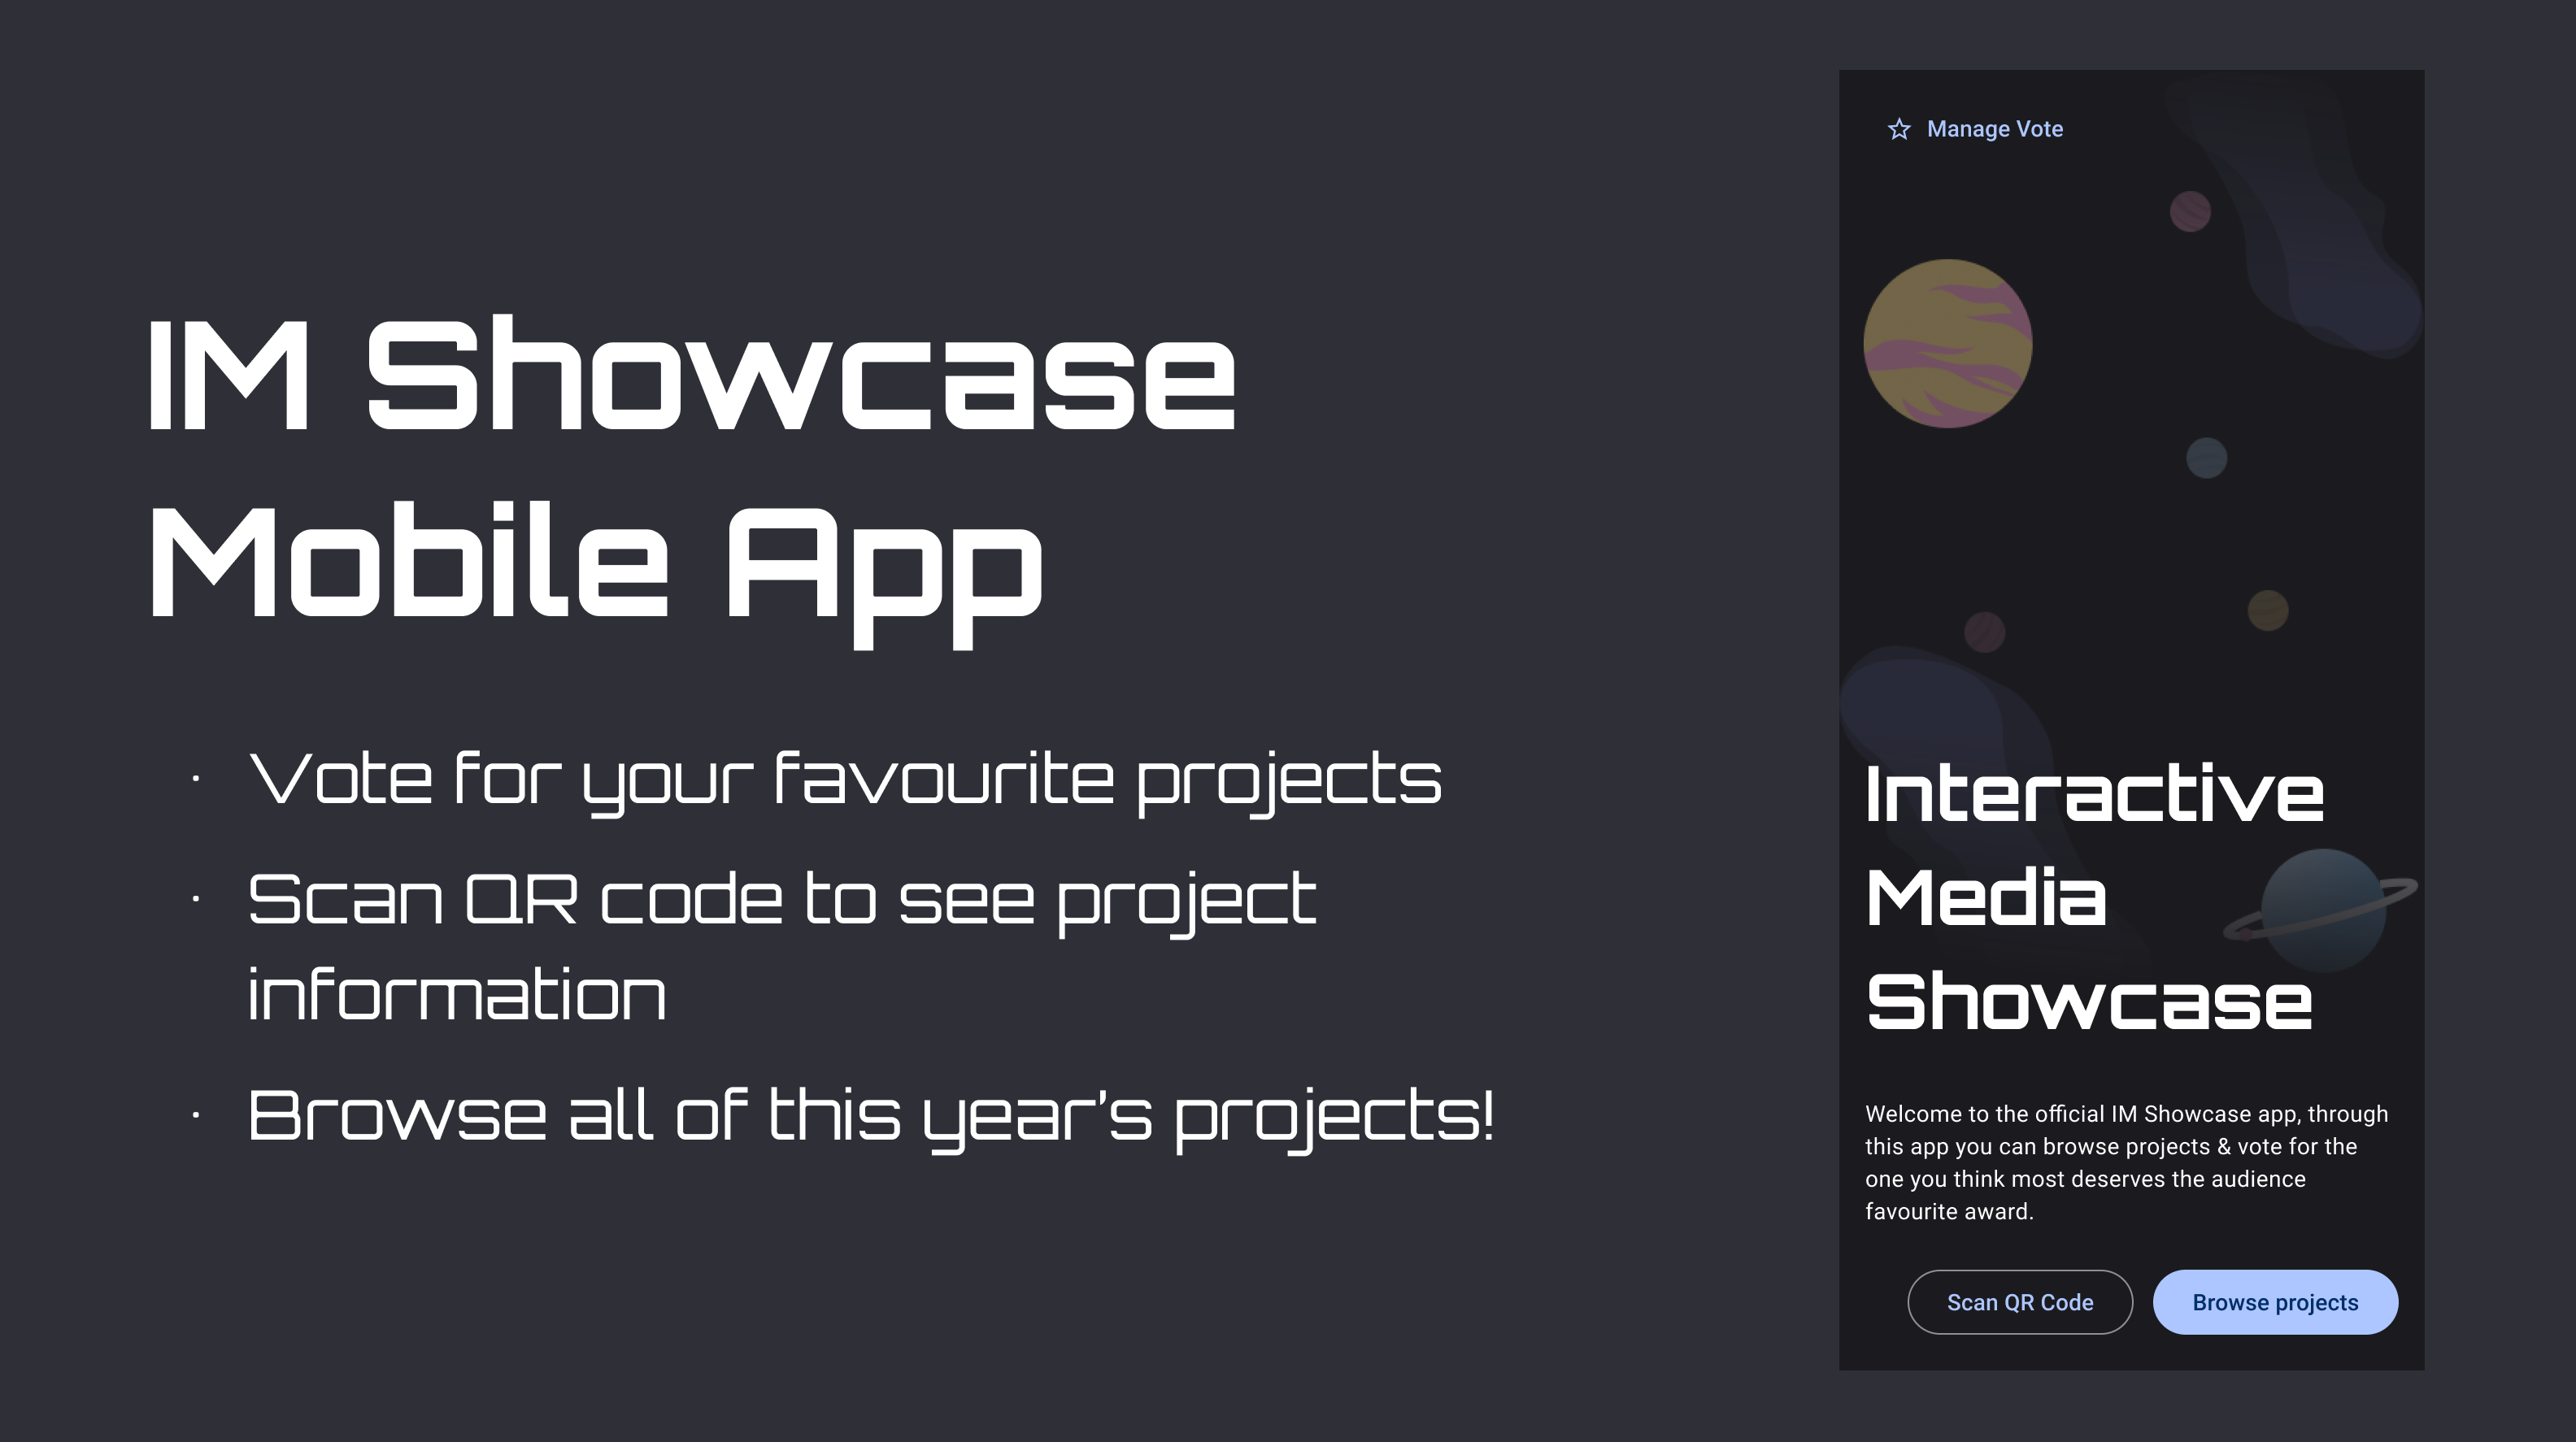 IM Showcase
Mobile App
· Vote for your favourite projects
· Scan QR code to see project
information
· Browse all of this year’s projects!
Manage Vote
Interactive
Media
Showcase
Welcome to the official IM Showcase app, through
this app you can browse projects & vote for the
one you think most deserves the audience
favourite award.
Scan QR Code
Browse projects